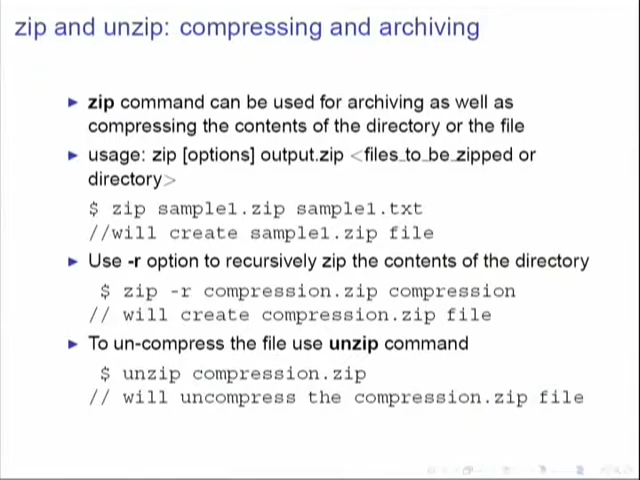 zip and unzip: compressing and archiving
zip command can be used for archiving as well as
compressing the contents of the directory or the file
usage: zip [options] output.zip <files_to_be_zipped or
directory>
$ zip sample1.zip sample1.txt
//will create sample1.zip file
Use -r option to recursively zip the contents of the directory
$ zip -r compression.zip compression
// will create compression.zip file
To un-compress the file use unzip command
$ unzip compression.zip
// will uncompress the compression.zip file